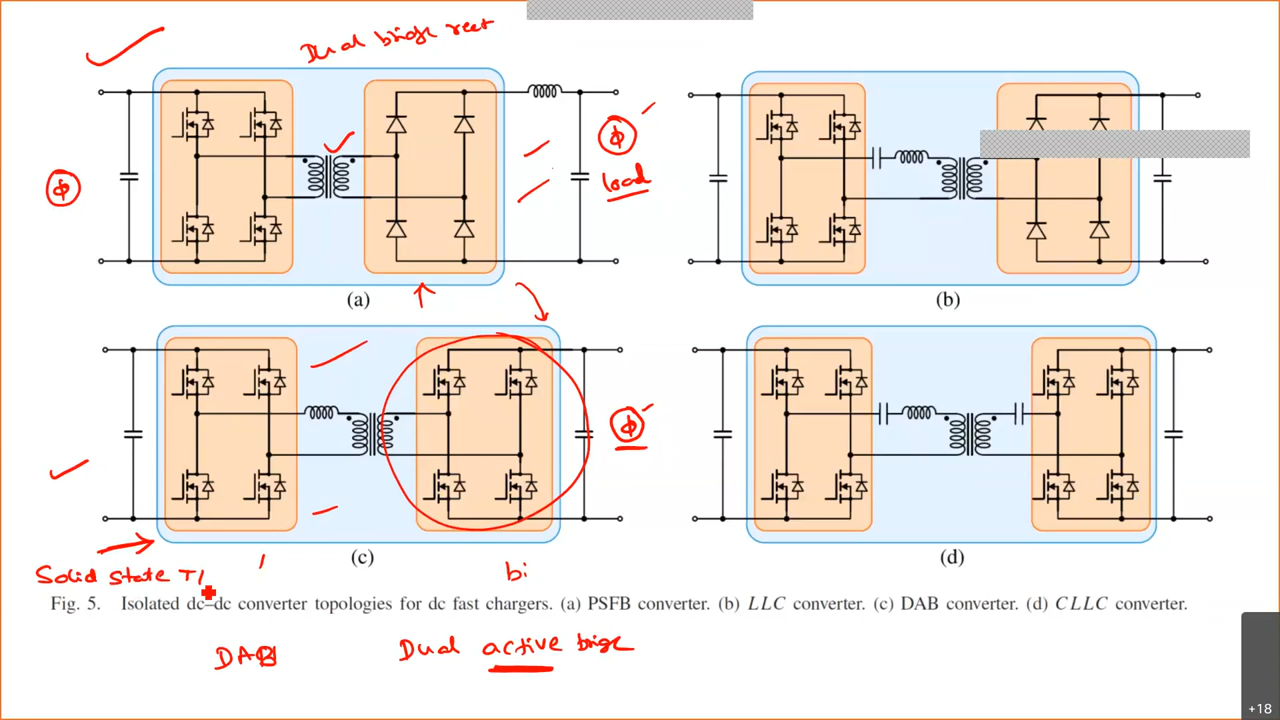 Dual bridge rect
ϕ
ϕ
load
(a)
(b)
ϕ
(c)
(d)
Solid state T/
bi
Fig. 5. Isolated dc–dc converter topologies for dc fast chargers. (a) PSFB converter. (b) LLC converter. (c) DAB converter. (d) CLLC converter.
DAB
Dual active brige
+18